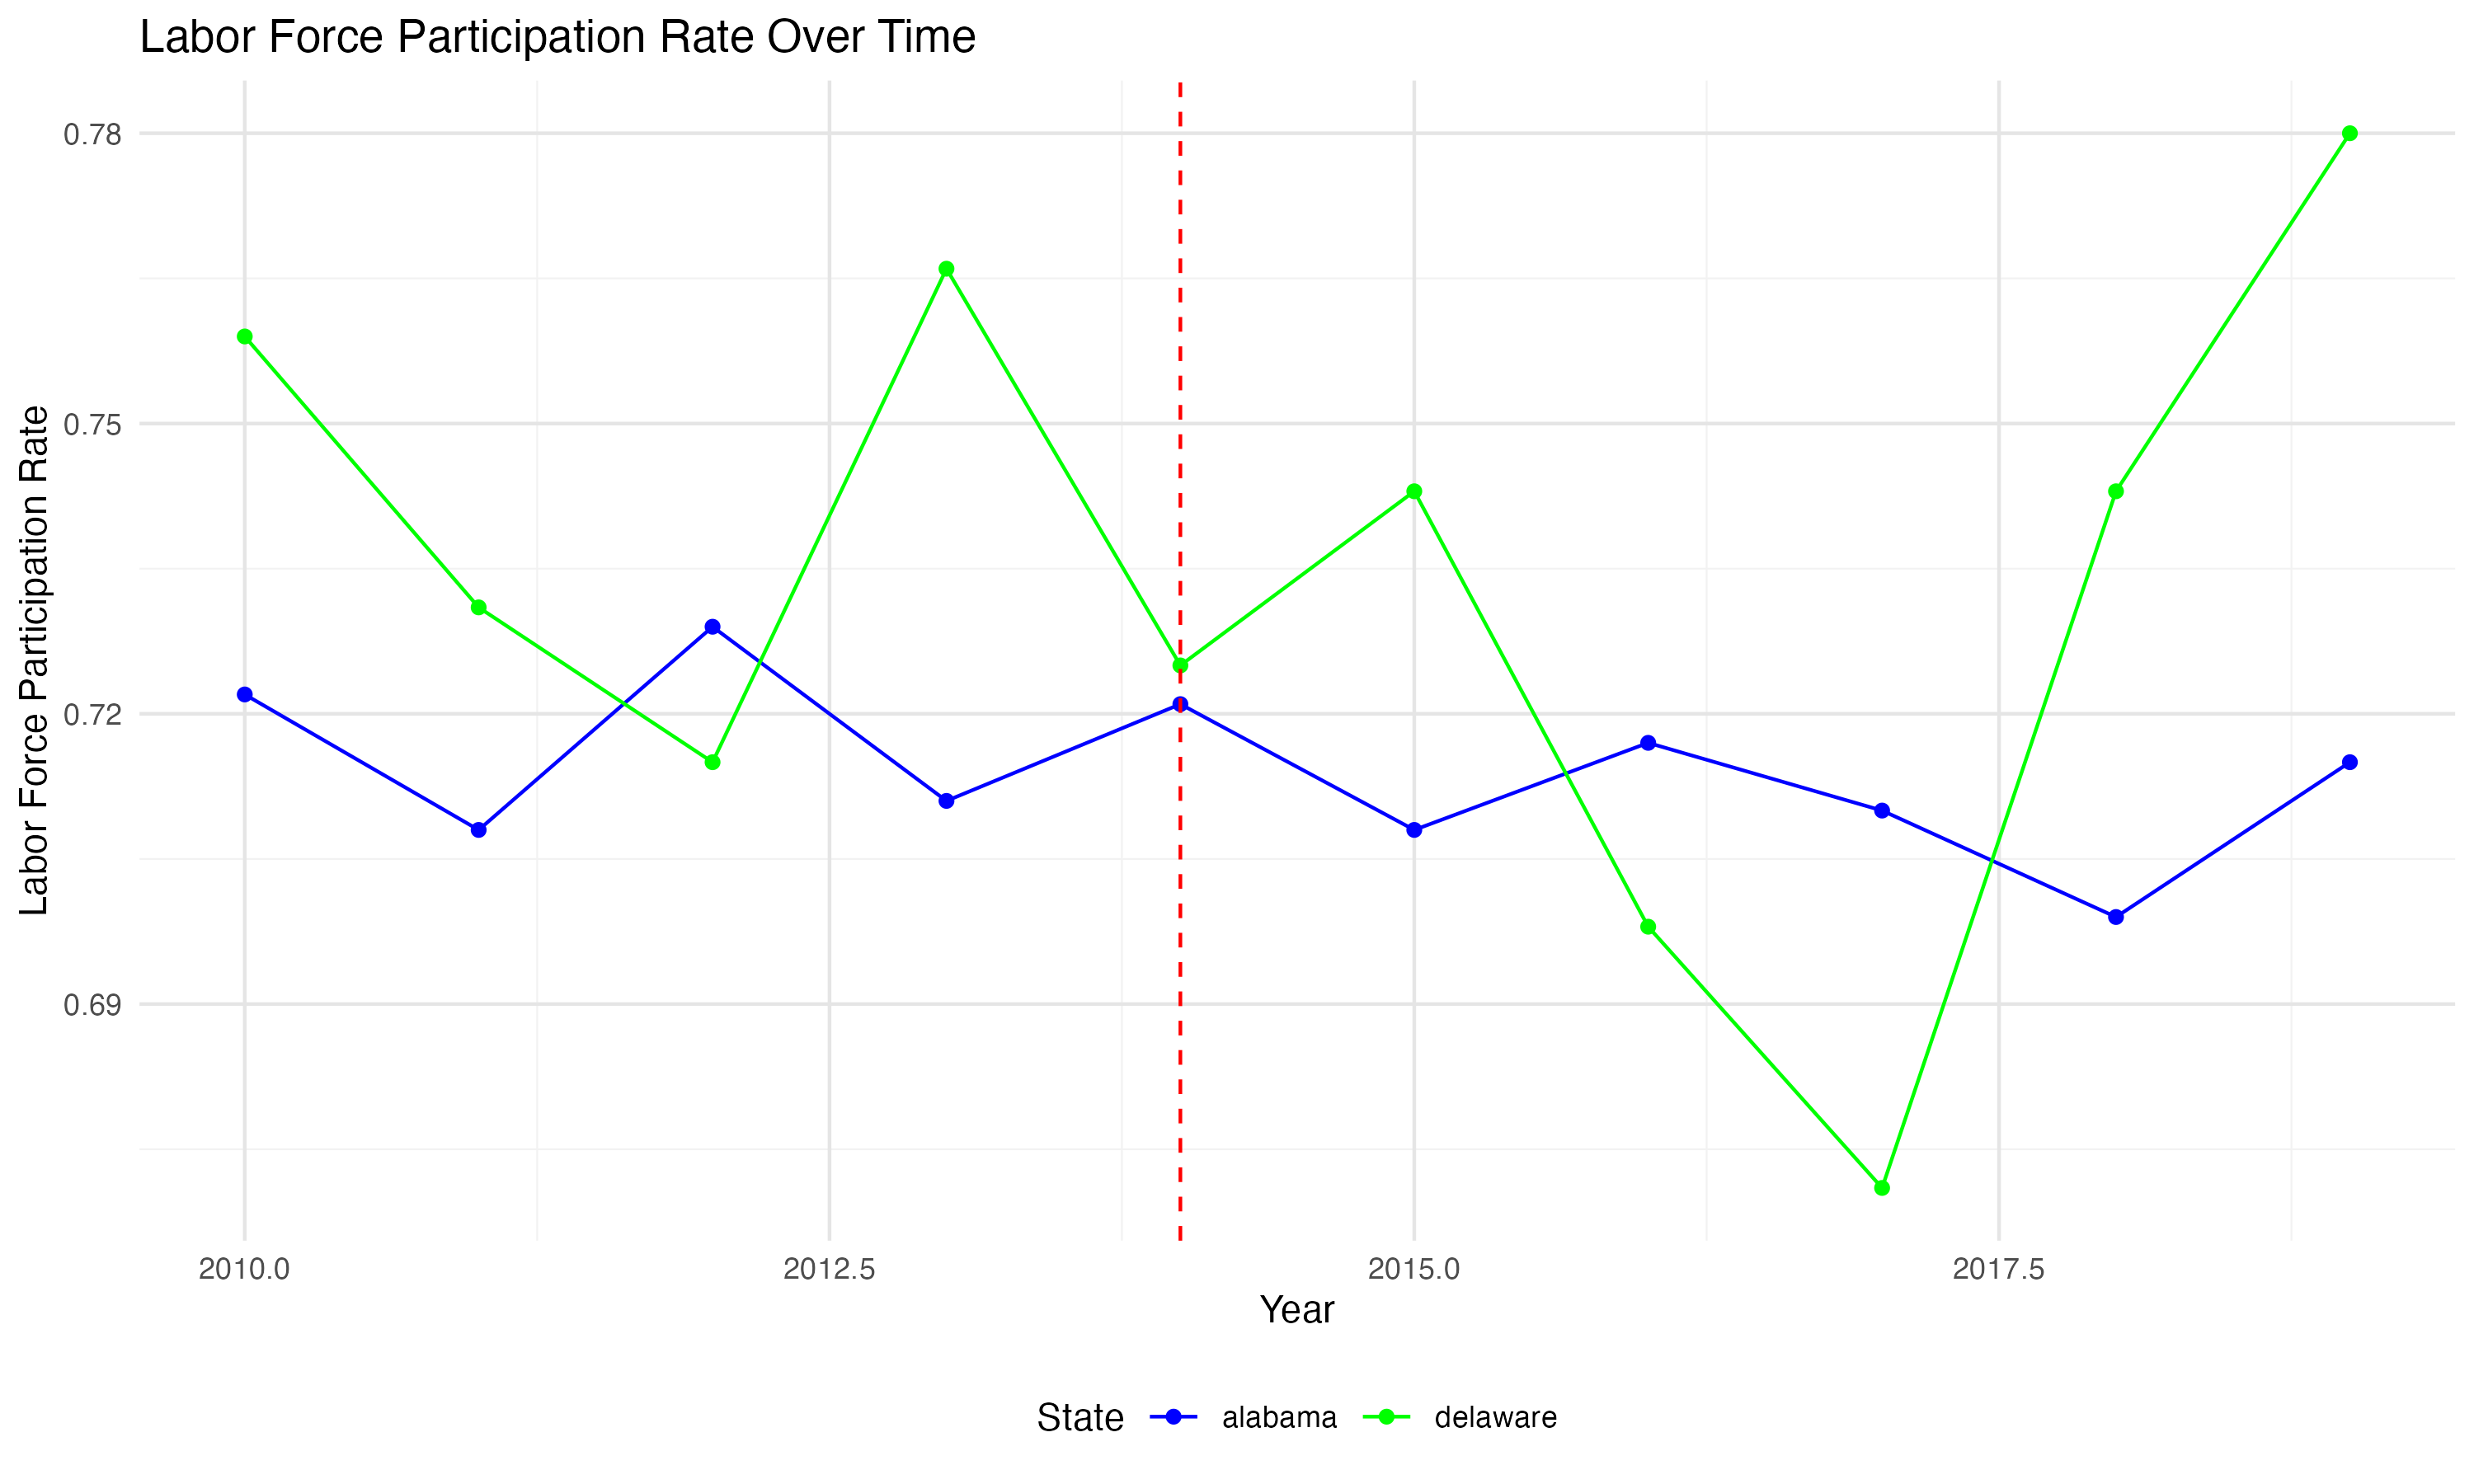 Labor Force Participation Rate Over Time
Labor Force Participation Rate
0.78
0.75
0.72
0.69
2010.0 2012.5 2015.0 2017.5
Year
State alabama delaware